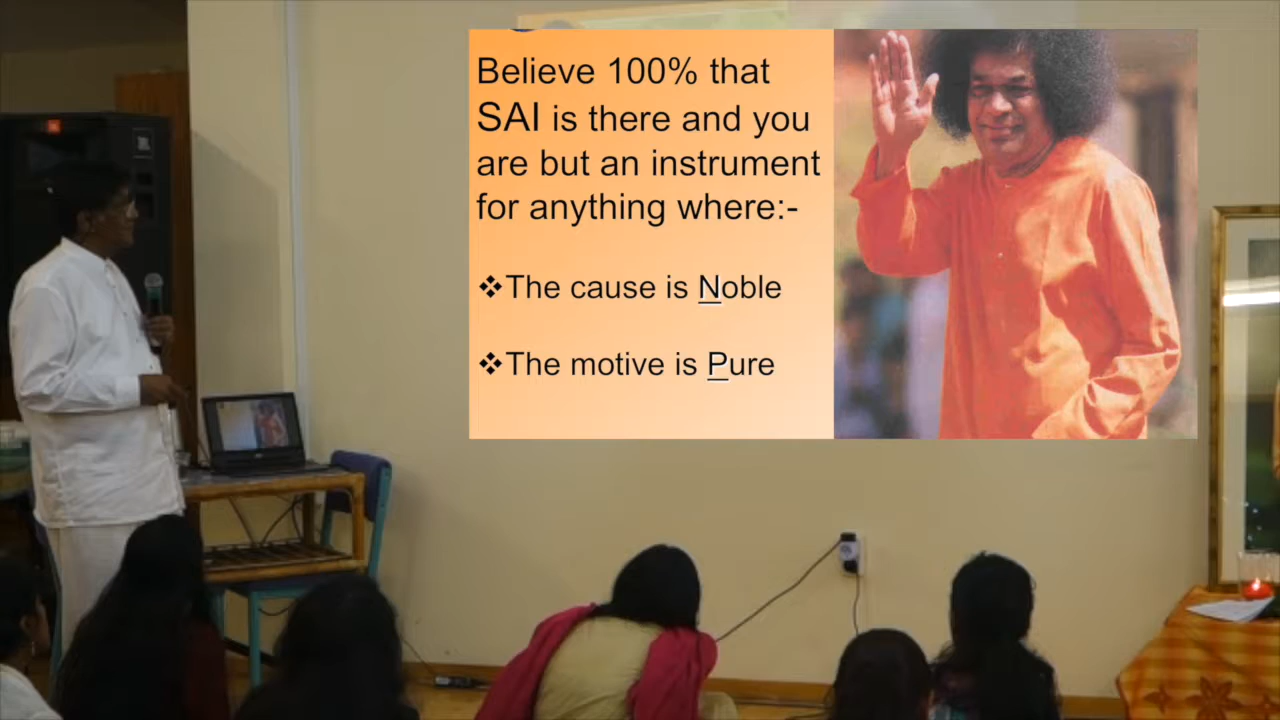 Believe 100% that
SAI is there and you
are but an instrument
for anything where:-
❖The cause is Noble
❖The motive is Pure